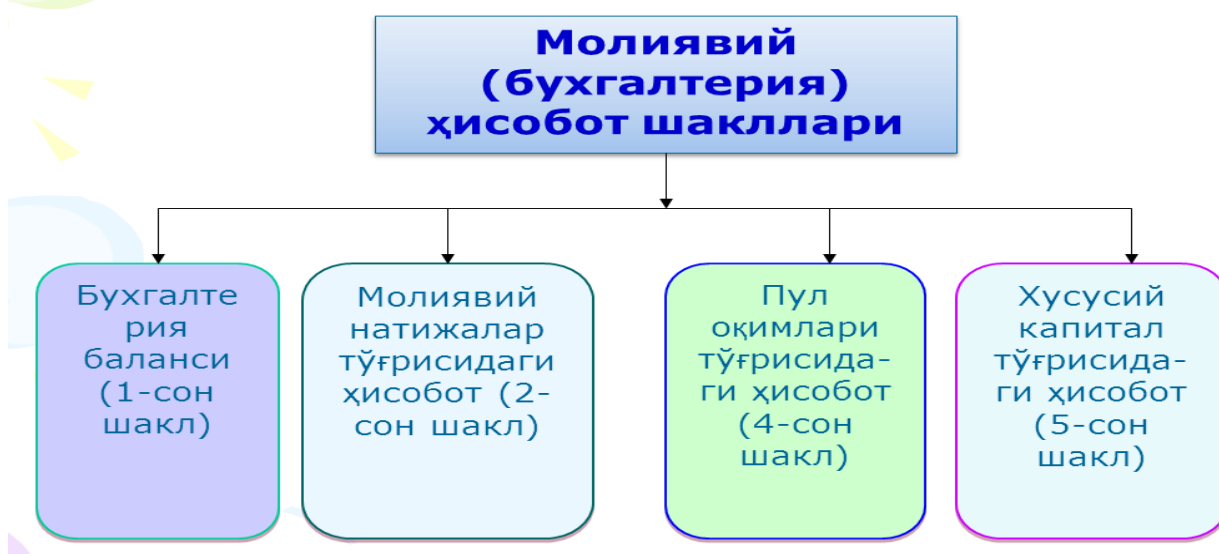 Молиявий
(бухгалтерия)
ҳисобот шакллари
Бухгалте
рия
баланси
(1-сон
шакл)
Молиявий
натижалар
тўғрисидаги
ҳисобот (2-
сон шакл)
Пул
оқимлари
тўғрисида-
ги ҳисобот
(4-сон
шакл)
Хусусий
капитал
тўғрисида-
ги ҳисобот
(5-сон
шакл)